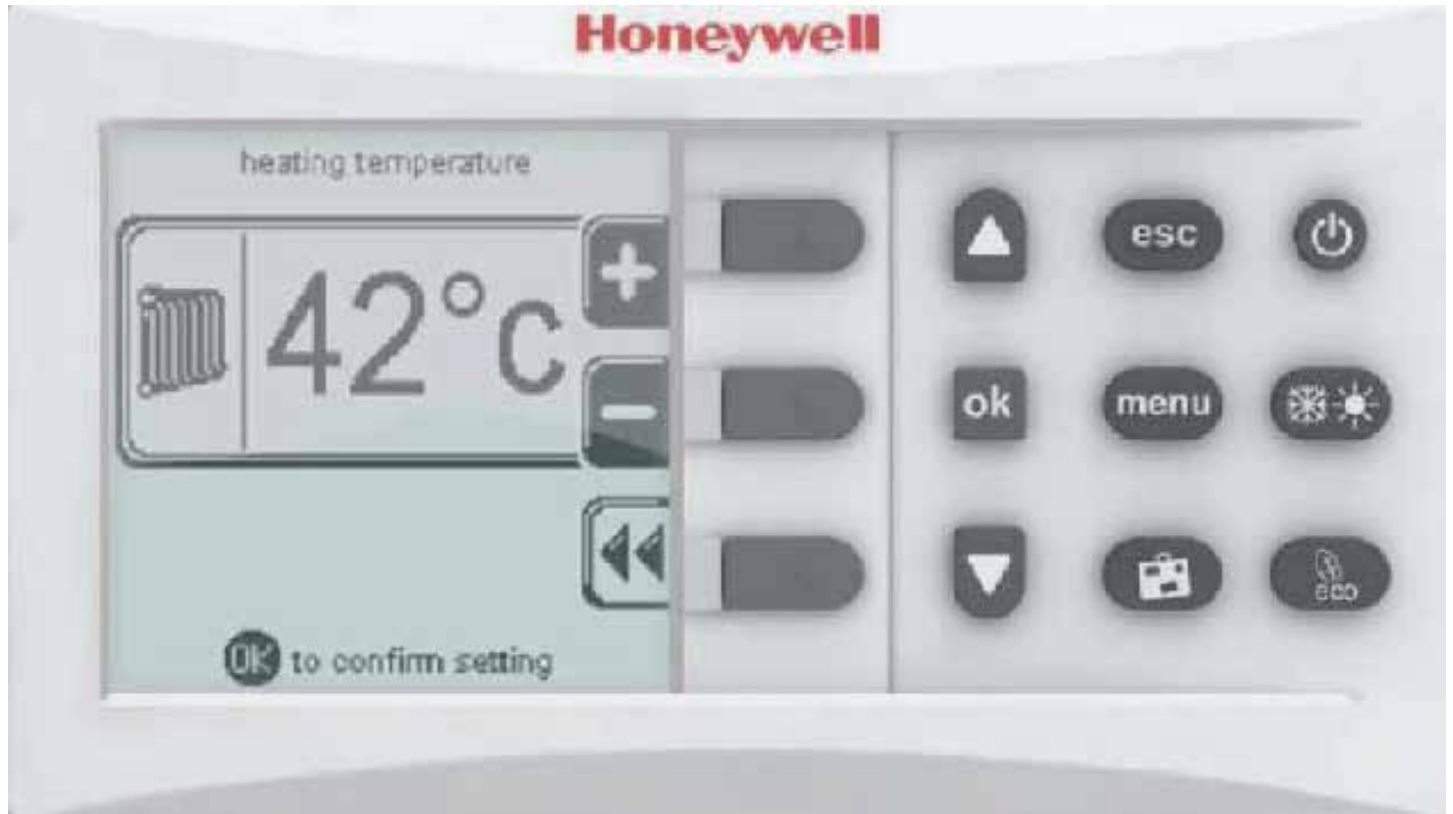 Honeywell
heating temperature
42°c
esc
ok
menu
eco
OK to confirm setting